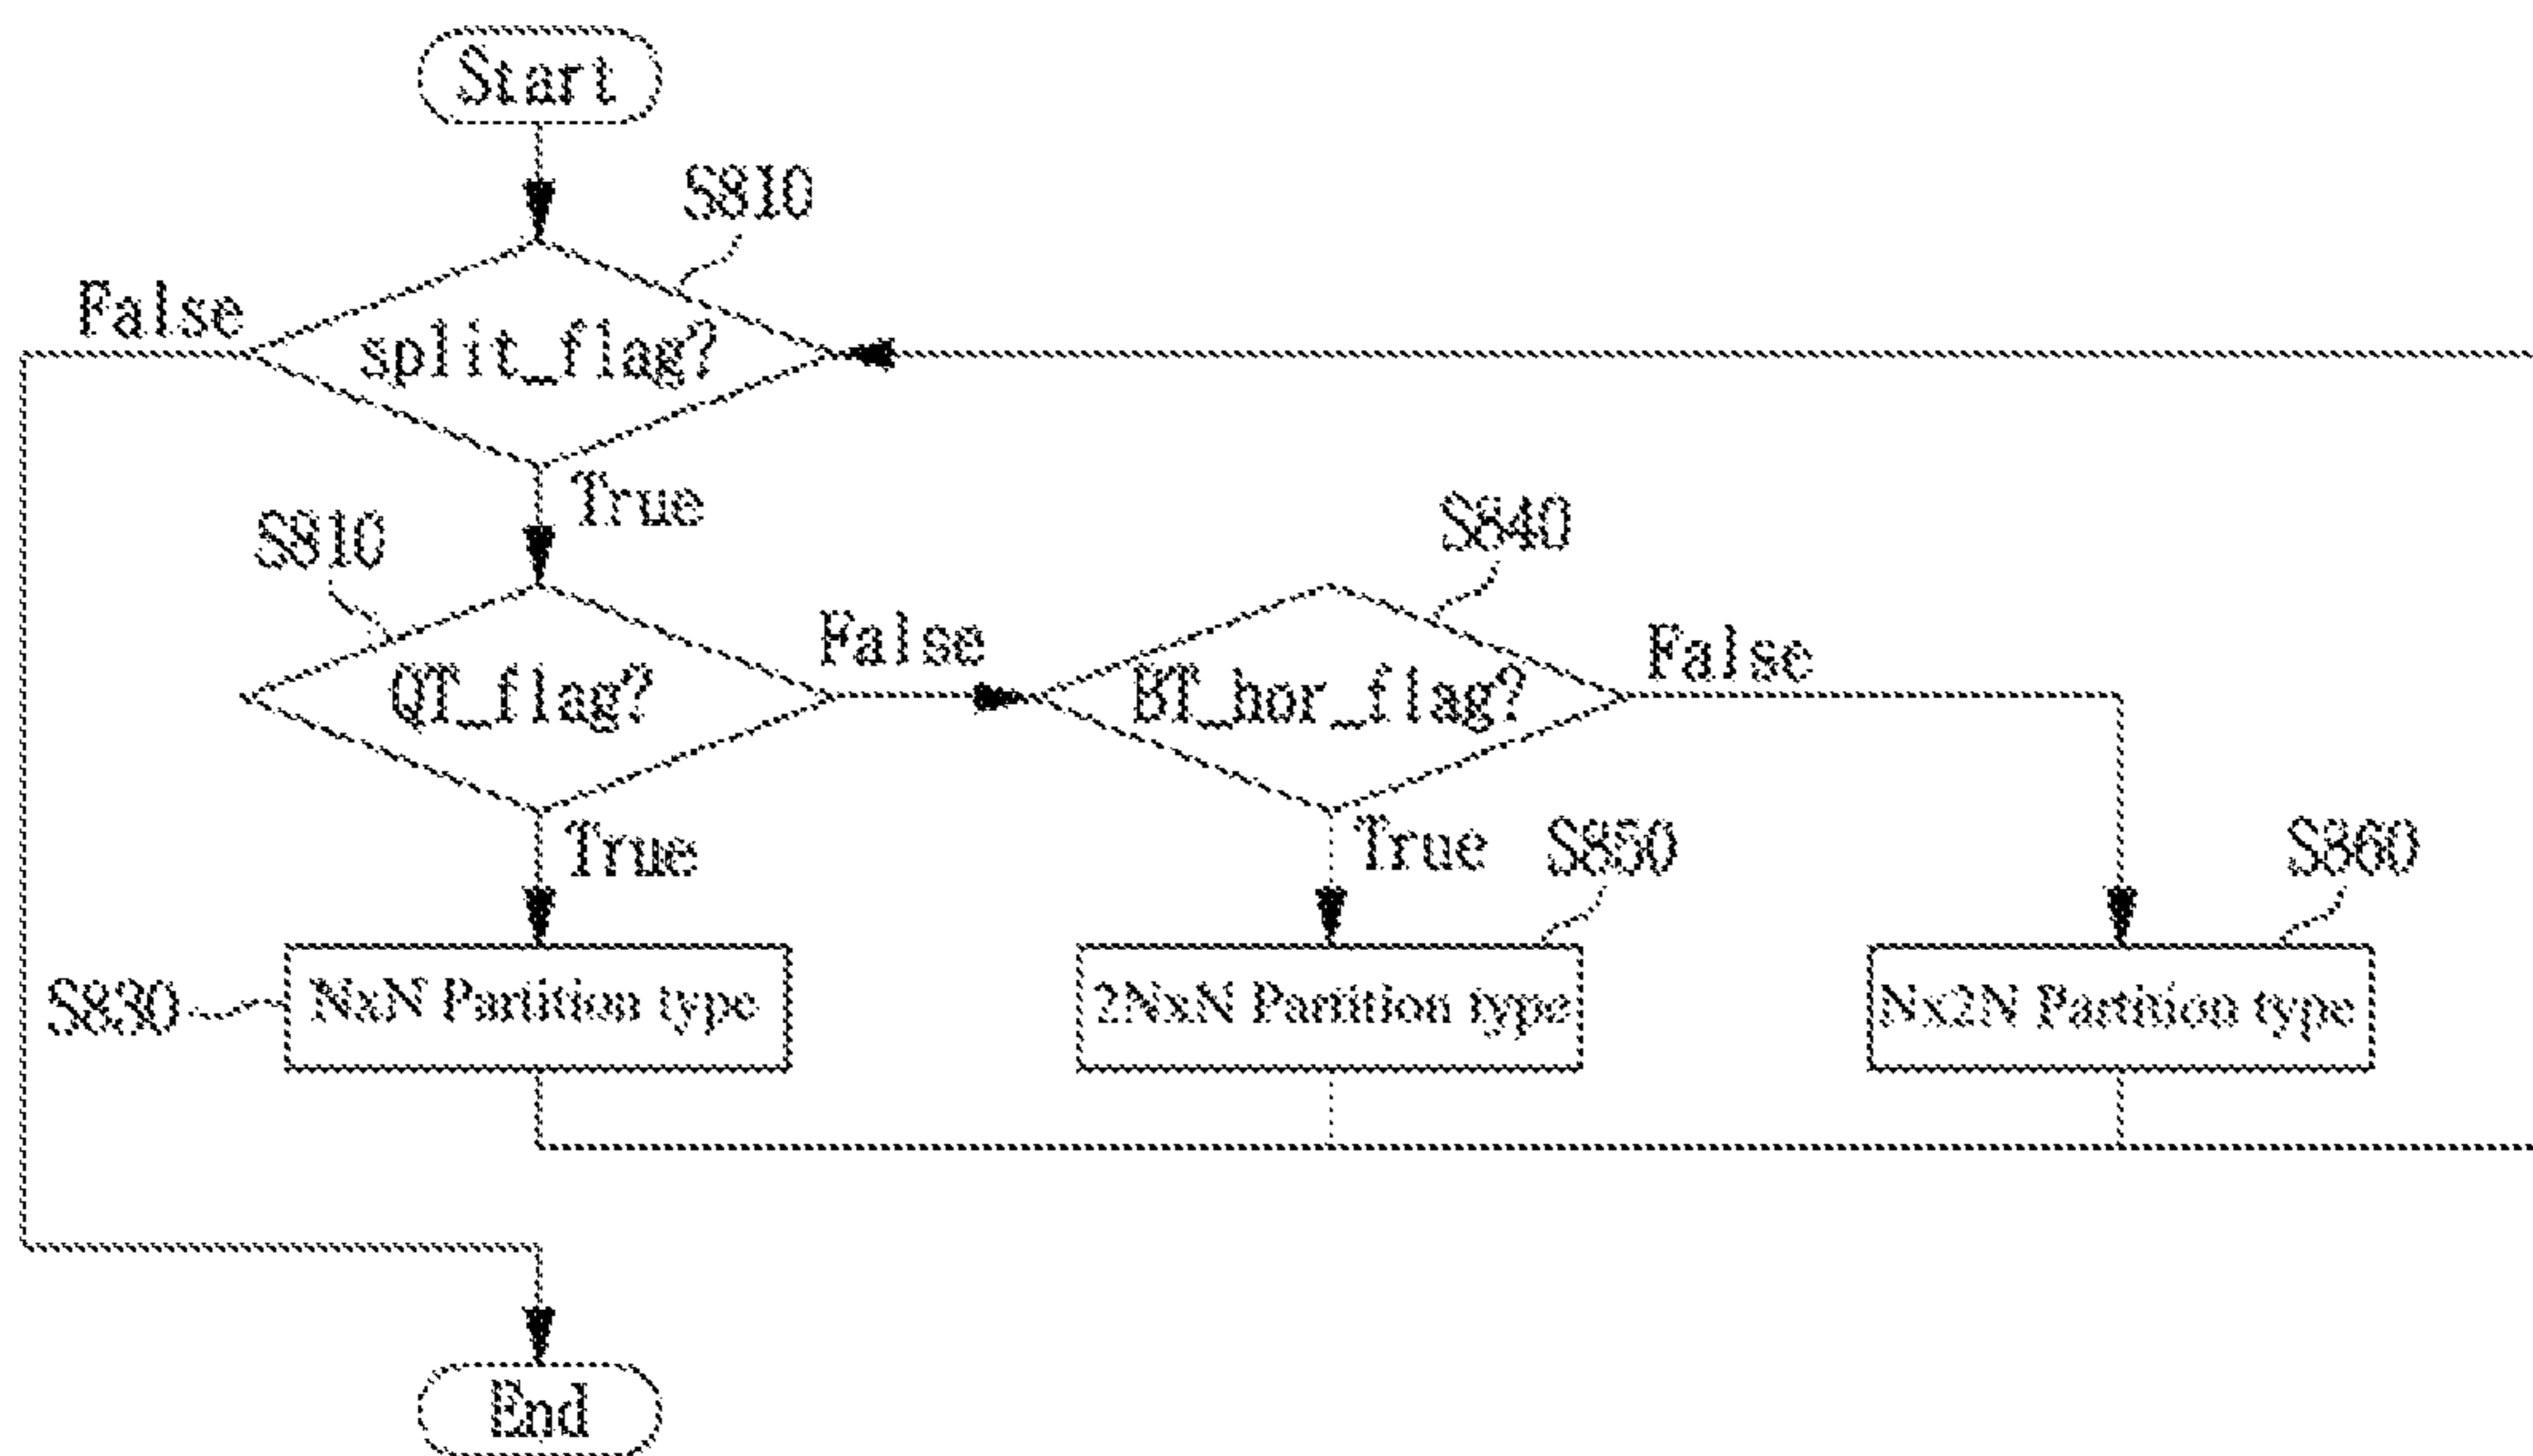 Start
S810
False
split_flag?
True
S810
S840
False
False
QT_flag?
BT_hor_flag?
True
True
S850
S860
S830
NxN Partition type
2NxN Partition type
Nx2N Partition type
End